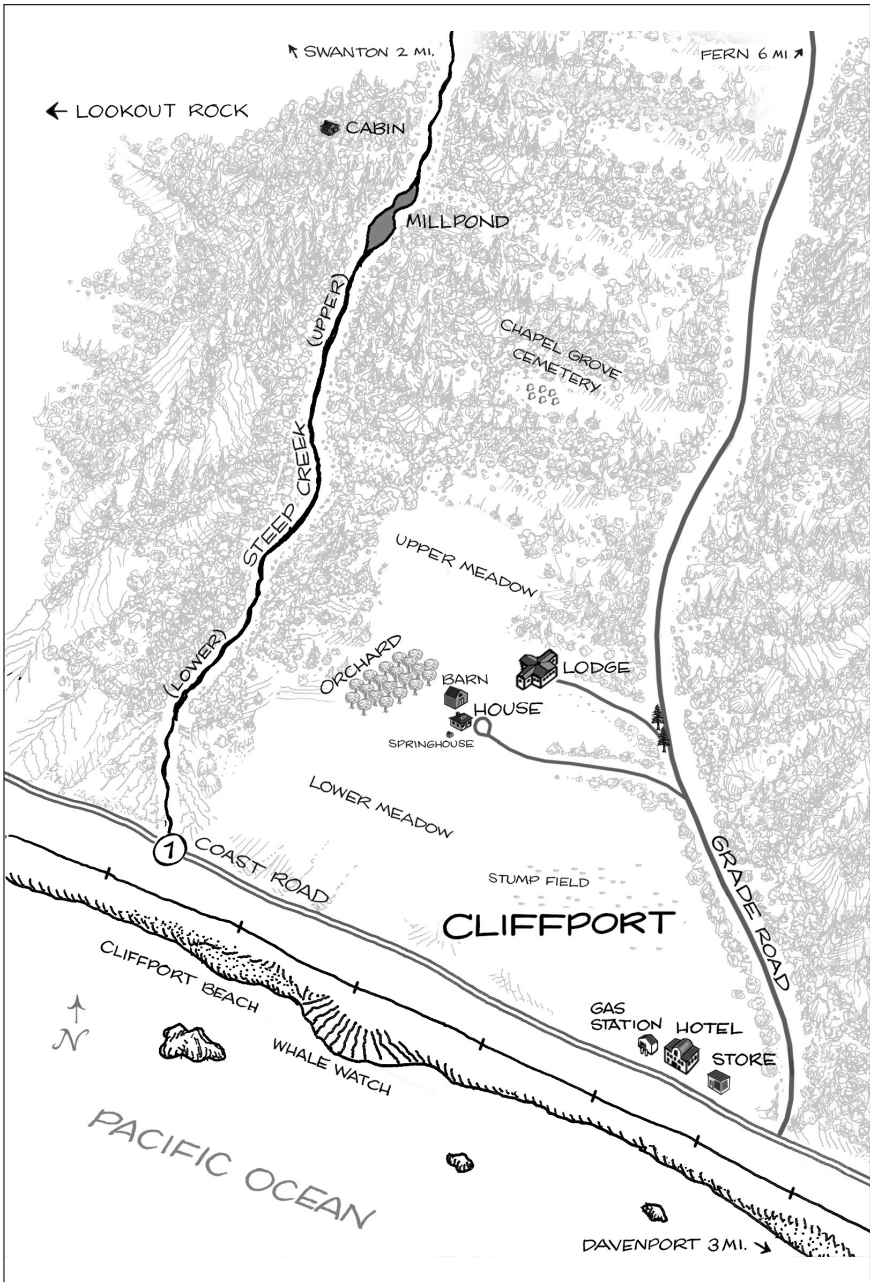 SWANTON 2 MI.
FERN 6 MI
LOOKOUT ROCK
CABIN
MILLPOND
(UPPER)
CHAPEL GROVE
CEMETERY
STEEP CREEK
UPPER MEADOW
(LOWER)
ORCHARD
LODGE
BARN
HOUSE
SPRINGHOUSE
LOWER MEADOW
1
COAST ROAD
GRADE ROAD
STUMP FIELD
CLIFFPORT
CLIFFPORT BEACH
GAS
STATION
HOTEL
STORE
N
WHALE WATCH
PACIFIC OCEAN
DAVENPORT 3 MI.